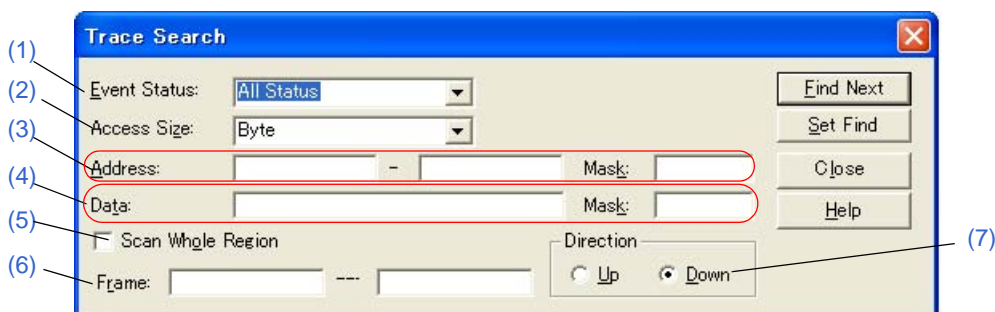 Trace Search
(1)
Event Status: All Status Find Next
(2)
Access Size: Byte Set Find
(3)
Address: - Mask: Close
(4)
Data: Mask: Help
(5)
Scan Whole Region Direction
(6)
Frame: --- Up Down
(7)